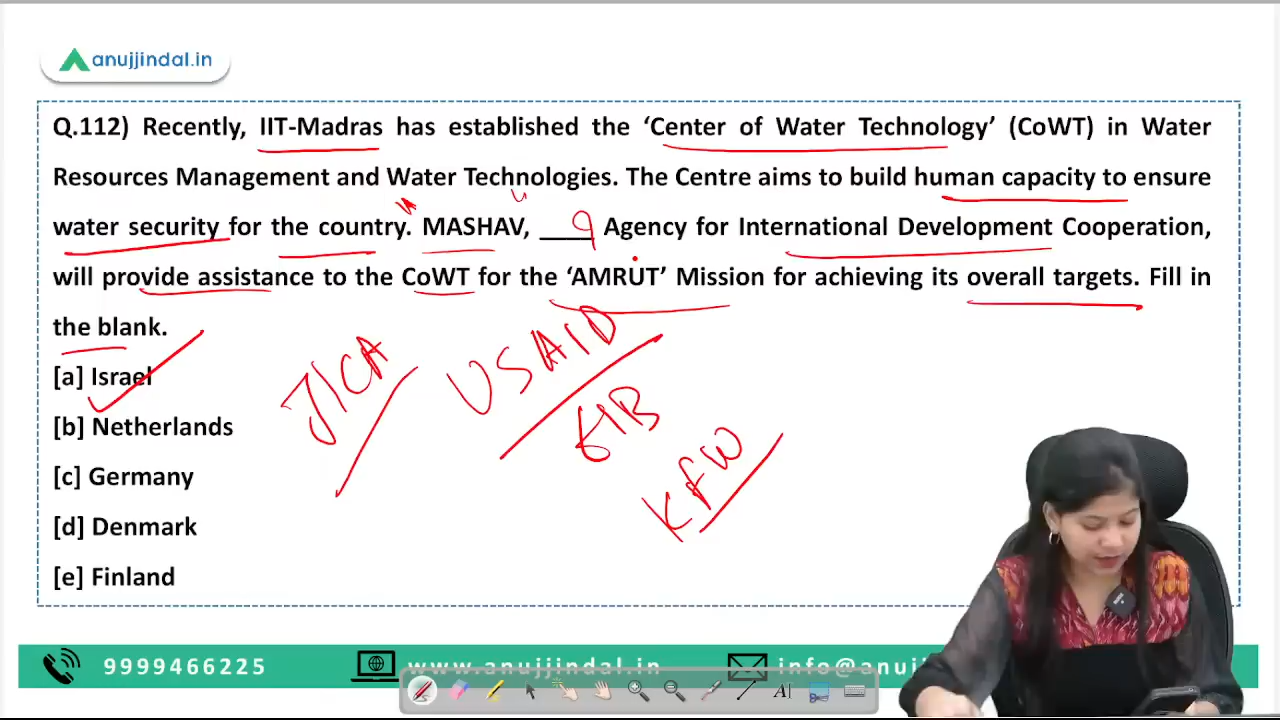 anujjindal.in
Q.112) Recently, IIT-Madras has established the ‘Center of Water Technology’ (CoWT) in Water
Resources Management and Water Technologies. The Centre aims to build human capacity to ensure
water security for the country. MASHAV, ____ Agency for International Development Cooperation,
will provide assistance to the CoWT for the ‘AMRUT’ Mission for achieving its overall targets. Fill in
the blank.
[a] Israel
[b] Netherlands
[c] Germany
[d] Denmark
[e] Finland
JICA
USAID
KFW
9999466225
www.anujjindal.in
AI